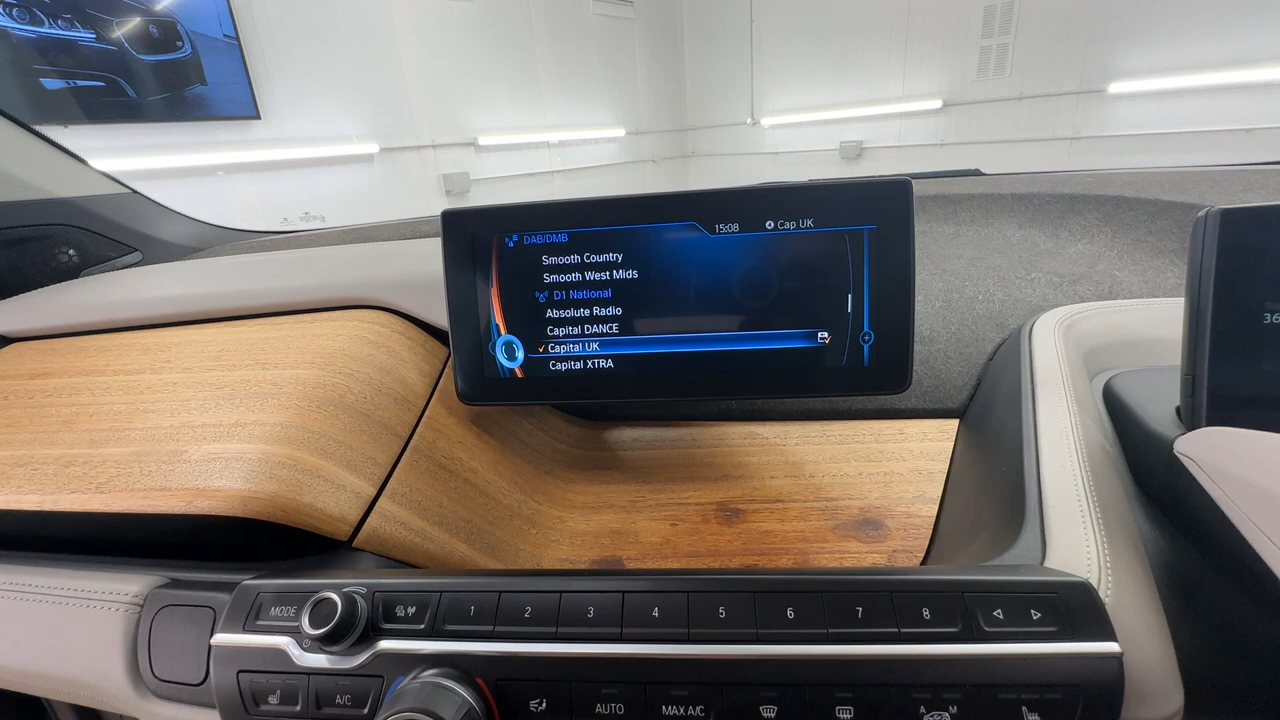 DAB/DMB
15:08
Cap UK
Smooth Country
Smooth West Mids
D1 National
Absolute Radio
Capital DANCE
Capital UK
Capital XTRA
36
MODE
1
2
3
4
5
6
7
8
A/C
AUTO
MAX A/C
A
M